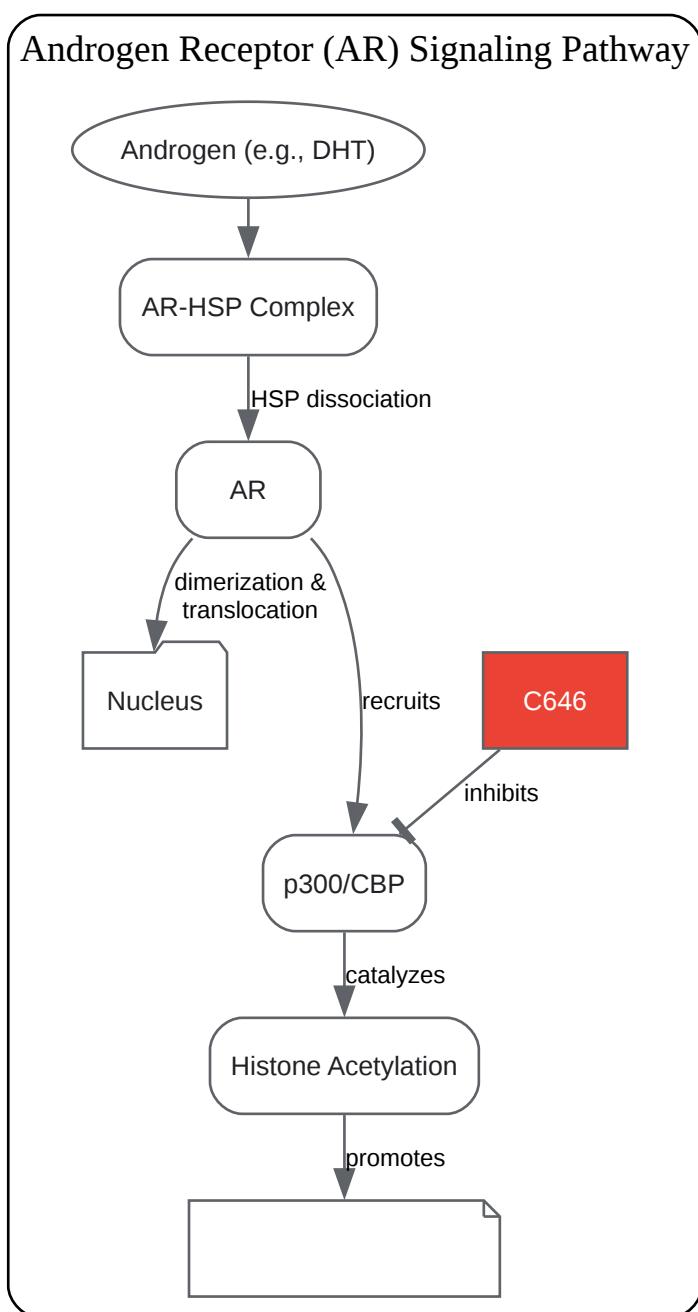 Androgen Receptor (AR) Signaling Pathway
Androgen (e.g., DHT)
AR-HSP Complex
HSP dissociation
AR
dimerization &
translocation
Nucleus
recruits
C646
inhibits
p300/CBP
catalyzes
Histone Acetylation
promotes